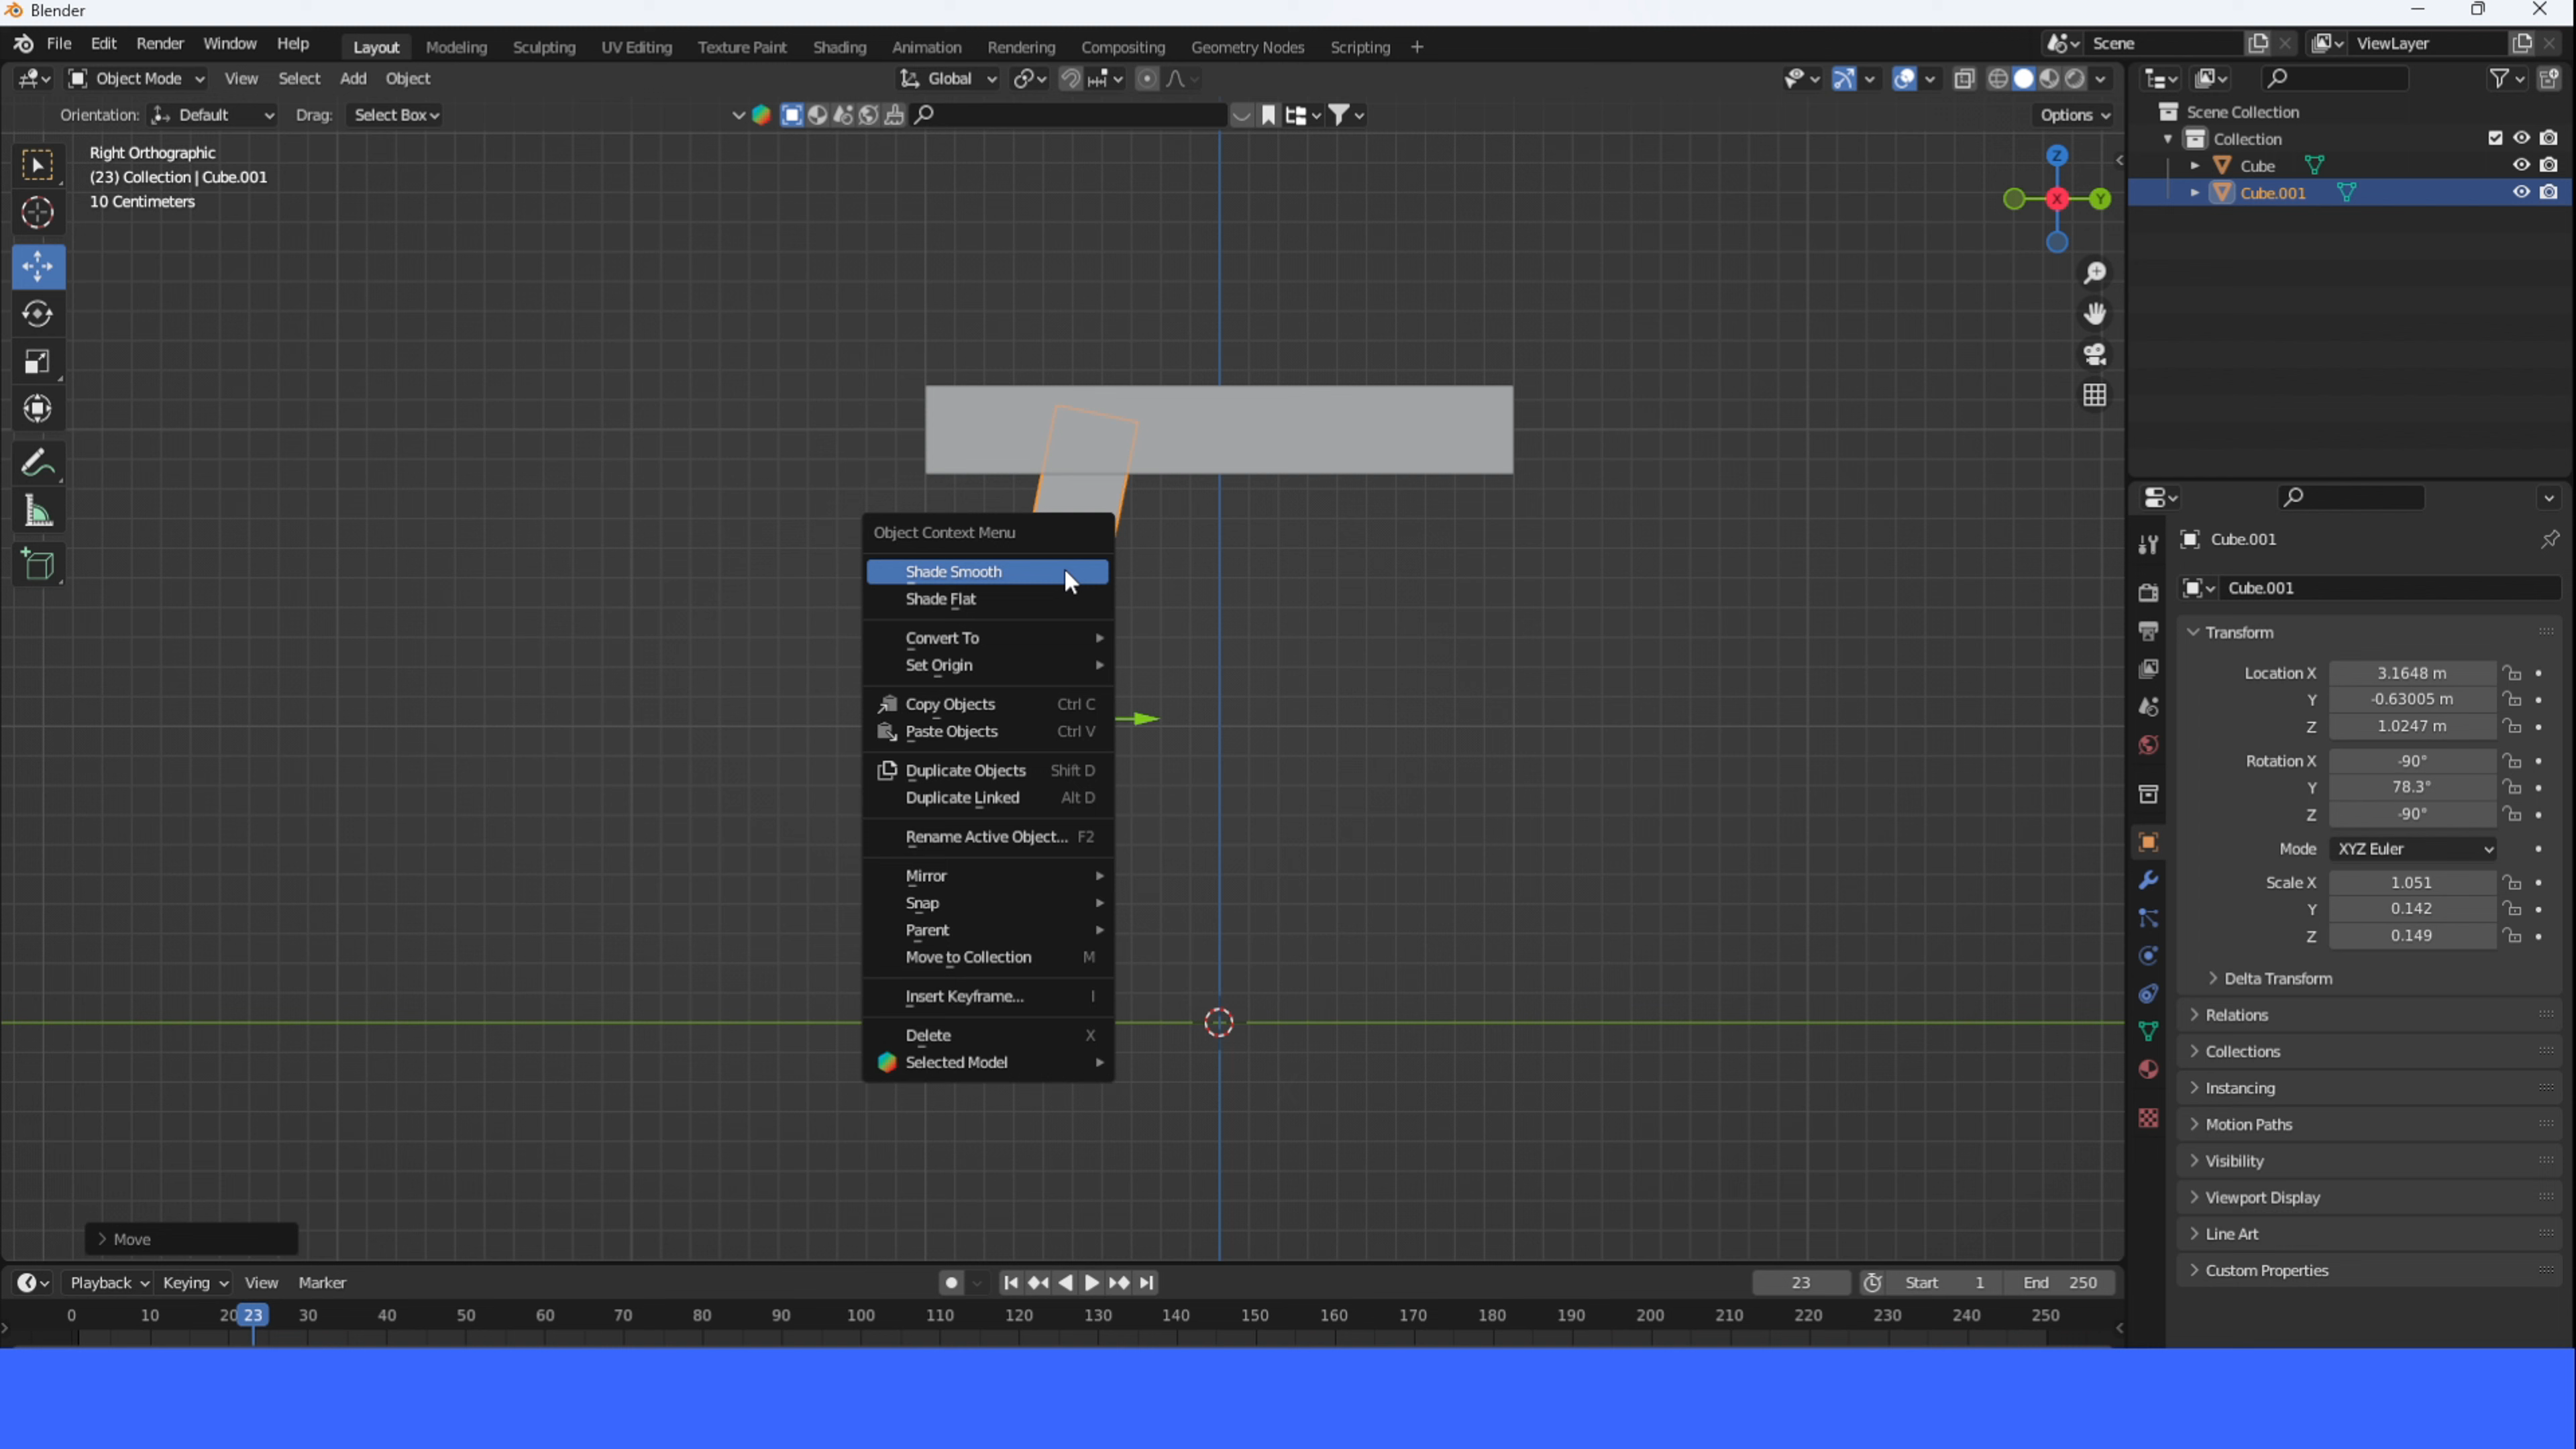 Blender
File Edit Render Window Help Layout Modeling Sculpting UV Editing Texture Paint Shading Animation Rendering Compositing Geometry Nodes Scripting + Scene ViewLayer
Object Mode View Select Add Object Global
Orientation: Default Drag: Select Box Options
Right Orthographic
(23) Collection | Cube.001
10 Centimeters
Z
X Y
Scene Collection
Collection
Cube
Cube.001
Object Context Menu
Shade Smooth
Shade Flat
Convert To
Set Origin
Copy Objects Ctrl C
Paste Objects Ctrl V
Duplicate Objects Shift D
Duplicate Linked Alt D
Rename Active Object... F2
Mirror
Snap
Parent
Move to Collection M
Insert Keyframe... I
Delete X
Selected Model
Cube.001
Cube.001
Transform
Location X 3.1648 m
Y -0.63005 m
Z 1.0247 m
Rotation X -90°
Y 78.3°
Z -90°
Mode XYZ Euler
Scale X 1.051
Y 0.142
Z 0.149
Delta Transform
Relations
Collections
Instancing
Motion Paths
Visibility
Viewport Display
Line Art
Custom Properties
Move
Playback Keying View Marker 23 Start 1 End 250
0 10 20 23 30 40 50 60 70 80 90 100 110 120 130 140 150 160 170 180 190 200 210 220 230 240 250